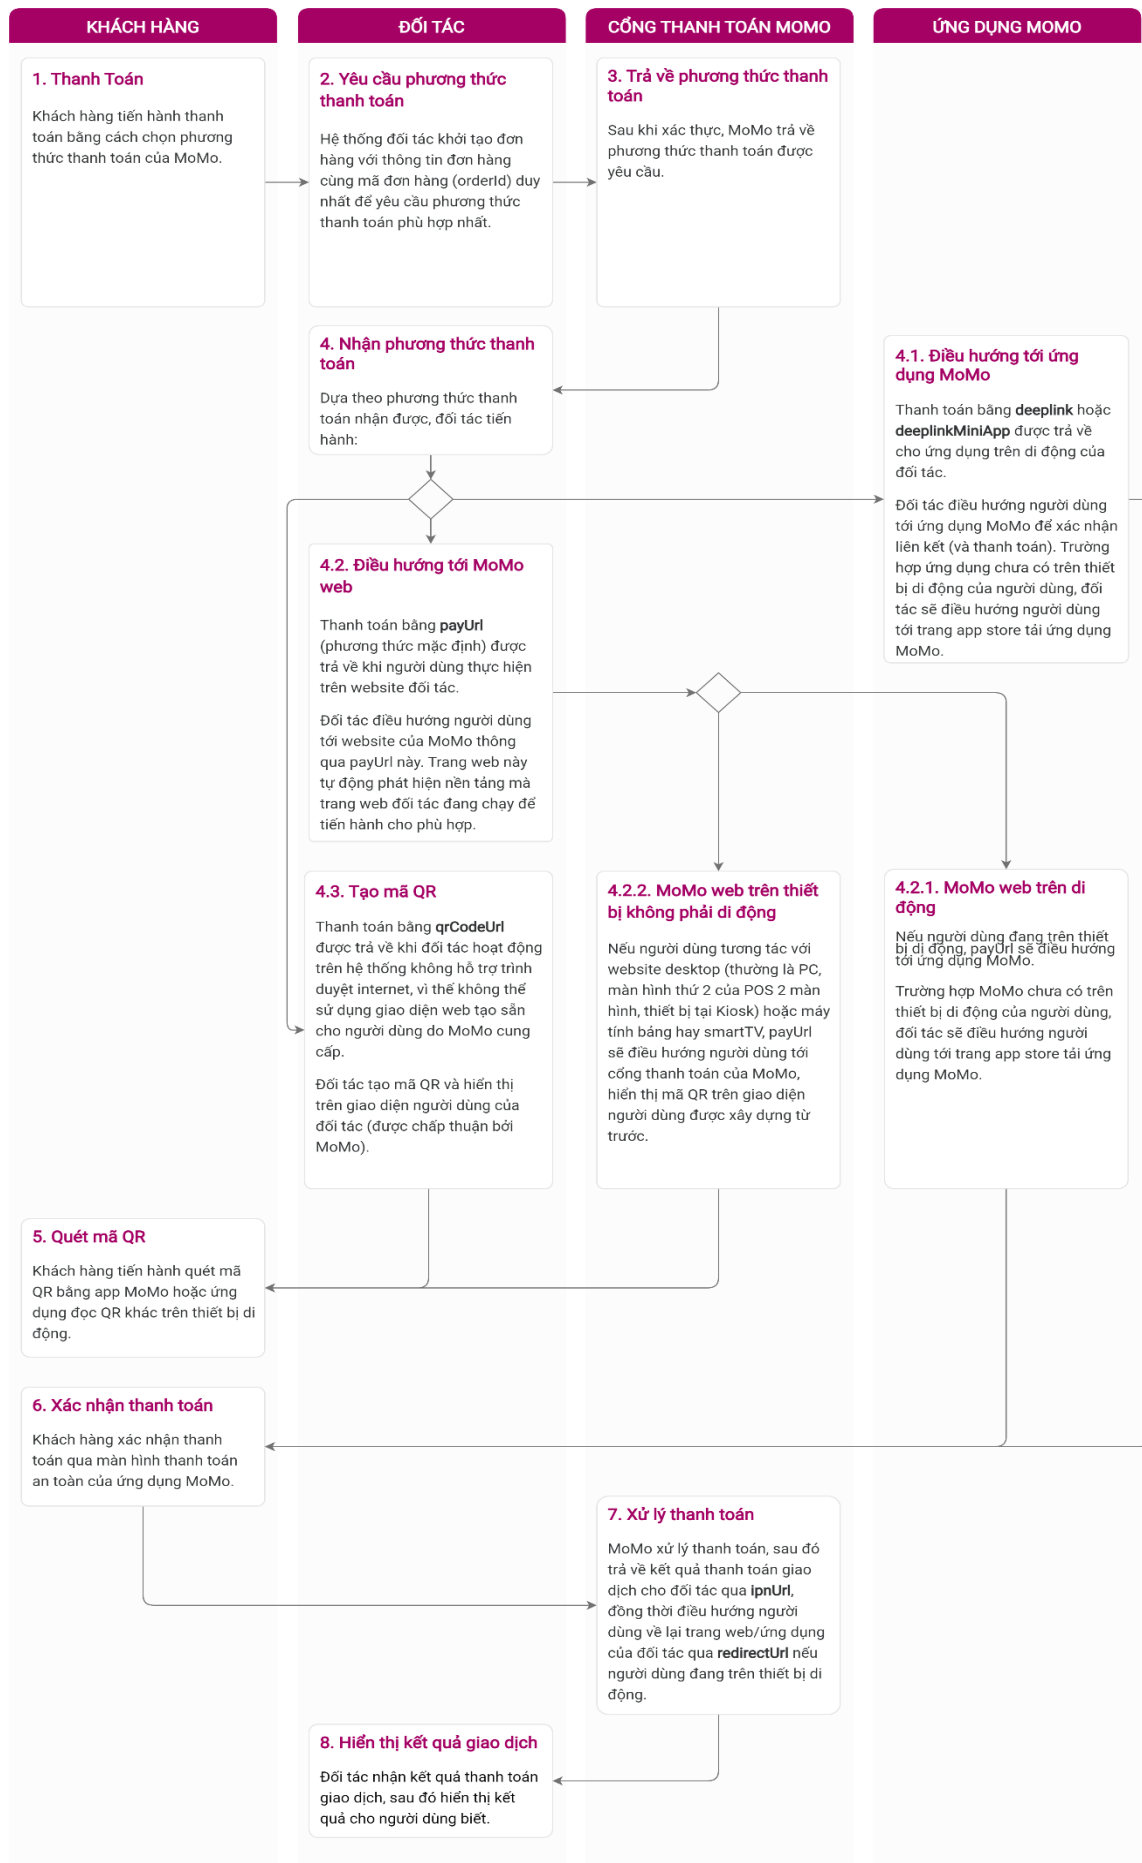 KHÁCH HÀNG
ĐỐI TÁC
CỔNG THANH TOÁN MOMO
ỨNG DỤNG MOMO
1. Thanh Toán
Khách hàng tiến hành thanh
toán bằng cách chọn phương
thức thanh toán của MoMo.
2. Yêu cầu phương thức
thanh toán
Hệ thống đối tác khởi tạo đơn
hàng với thông tin đơn hàng
cùng mã đơn hàng (orderId) duy
nhất để yêu cầu phương thức
thanh toán phù hợp nhất.
3. Trả về phương thức thanh
toán
Sau khi xác thực, MoMo trả về
phương thức thanh toán được
yêu cầu.
4. Nhận phương thức thanh
toán
Dựa theo phương thức thanh
toán nhận được, đối tác tiến
hành:
4.1. Điều hướng tới ứng
dụng MoMo
Thanh toán bằng deeplink hoặc
deeplinkMiniApp được trả về
cho ứng dụng trên di động của
đối tác.
Đối tác điều hướng người dùng
tới ứng dụng MoMo để xác nhận
liên kết (và thanh toán). Trường
hợp ứng dụng chưa có trên thiết
bị di động của người dùng, đối
tác sẽ điều hướng người dùng
tới trang app store tải ứng dụng
MoMo.
4.2. Điều hướng tới MoMo
web
Thanh toán bằng payUrl
(phương thức mặc định) được
trả về khi người dùng thực hiện
trên website đối tác.
Đối tác điều hướng người dùng
tới website của MoMo thông
qua payUrl này. Trang web này
tự động phát hiện nền tảng mà
trang web đối tác đang chạy để
tiến hành cho phù hợp.
4.3. Tạo mã QR
Thanh toán bằng qrCodeUrl
được trả về khi đối tác hoạt động
trên hệ thống không hỗ trợ trình
duyệt internet, vì thế không thể
sử dụng giao diện web tạo sẵn
cho người dùng do MoMo cung
cấp.
Đối tác tạo mã QR và hiển thị
trên giao diện người dùng của
đối tác (được chấp thuận bởi
MoMo).
4.2.2. MoMo web trên thiết
bị không phải di động
Nếu người dùng tương tác với
website desktop (thường là PC,
màn hình thứ 2 của POS 2 màn
hình, thiết bị tại Kiosk) hoặc máy
tính bảng hay smartTV, payUrl
sẽ điều hướng người dùng tới
cổng thanh toán của MoMo,
hiển thị mã QR trên giao diện
người dùng được xây dựng từ
trước.
4.2.1. MoMo web trên di
động
Nếu người dùng đang trên thiết
bị di động, payUrl sẽ điều hướng
tới ứng dụng MoMo.
Trường hợp MoMo chưa có trên
thiết bị di động của người dùng,
đối tác sẽ điều hướng người
dùng tới trang app store tải ứng
dụng MoMo.
5. Quét mã QR
Khách hàng tiến hành quét mã
QR bằng app MoMo hoặc ứng
dụng đọc QR khác trên thiết bị di
động.
6. Xác nhận thanh toán
Khách hàng xác nhận thanh
toán qua màn hình thanh toán
an toàn của ứng dụng MoMo.
7. Xử lý thanh toán
MoMo xử lý thanh toán, sau đó
trả về kết quả thanh toán giao
dịch cho đối tác qua ipnUrl,
đồng thời điều hướng người
dùng về lại trang web/ứng dụng
của đối tác qua redirectUrl nếu
người dùng đang trên thiết bị di
động.
8. Hiển thị kết quả giao dịch
Đối tác nhận kết quả thanh toán
giao dịch, sau đó hiển thị kết
quả cho người dùng biết.